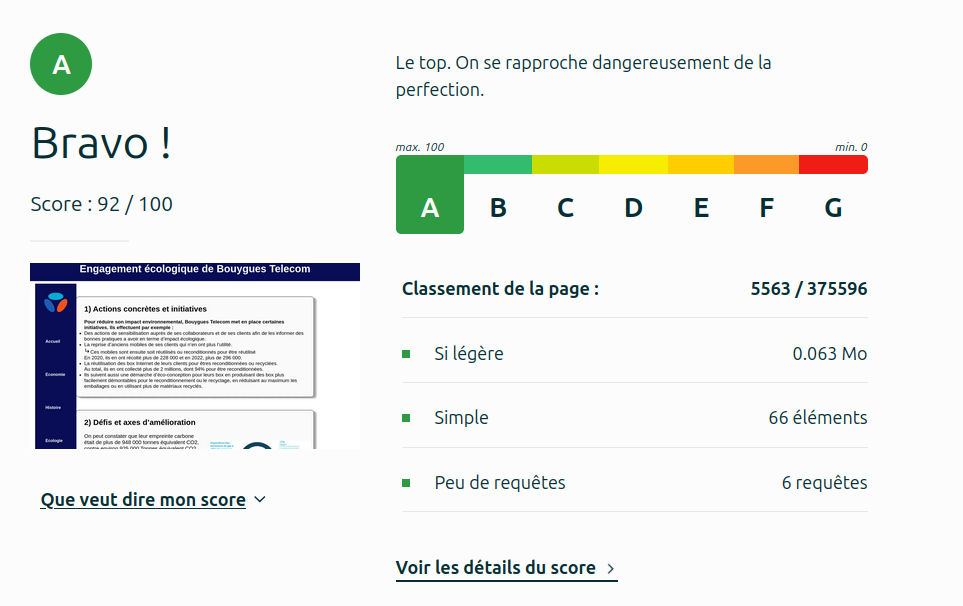 A
Bravo !
Score : 92 / 100
Engagement écologique de Bouygues Telecom
Accueil
Economie
Histoire
Ecologie
1) Actions concrètes et initiatives
Pour réduire son impact environnemental, Bouygues Telecom met en place certaines
initiatives. Ils effectuent par exemple :
Des actions de sensibilisation auprès de ses collaborateurs et de ses clients afin de les informer des
bonnes pratiques a avoir en terme d'impact écologique.
La reprise d'anciens mobiles de ses clients qui n'en ont plus l'utilité.
↳ Ces mobiles sont ensuite soit réutilisés ou reconditionnés pour être réutilisé
En 2020, ils en ont récolté plus de 228 000 et en 2022, plus de 296 000.
La réutilisation des box Internet de leurs clients pour êtres reconditionnées ou recyclées.
Au total, ils en ont collecté plus de 2 millions, dont 94% pour être reconditionnées.
Ils suivent aussi une démarche d'éco-conception pour leurs box en produisant des box plus
facilement démontables pour le reconditionnement ou le recyclage, en réduisant au maximum les
emballages ou en utilisant plus de matériaux recyclés.
2) Défis et axes d'amélioration
On peut constater que leur empreinte carbone
était de plus de 948 000 tonnes équivalent CO2,
Que veut dire mon score
Le top. On se rapproche dangereusement de la
perfection.
max. 100 min. 0
A B C D E F G
Classement de la page : 5563 / 375596
Si légère 0.063 Mo
Simple 66 éléments
Peu de requêtes 6 requêtes
Voir les détails du score